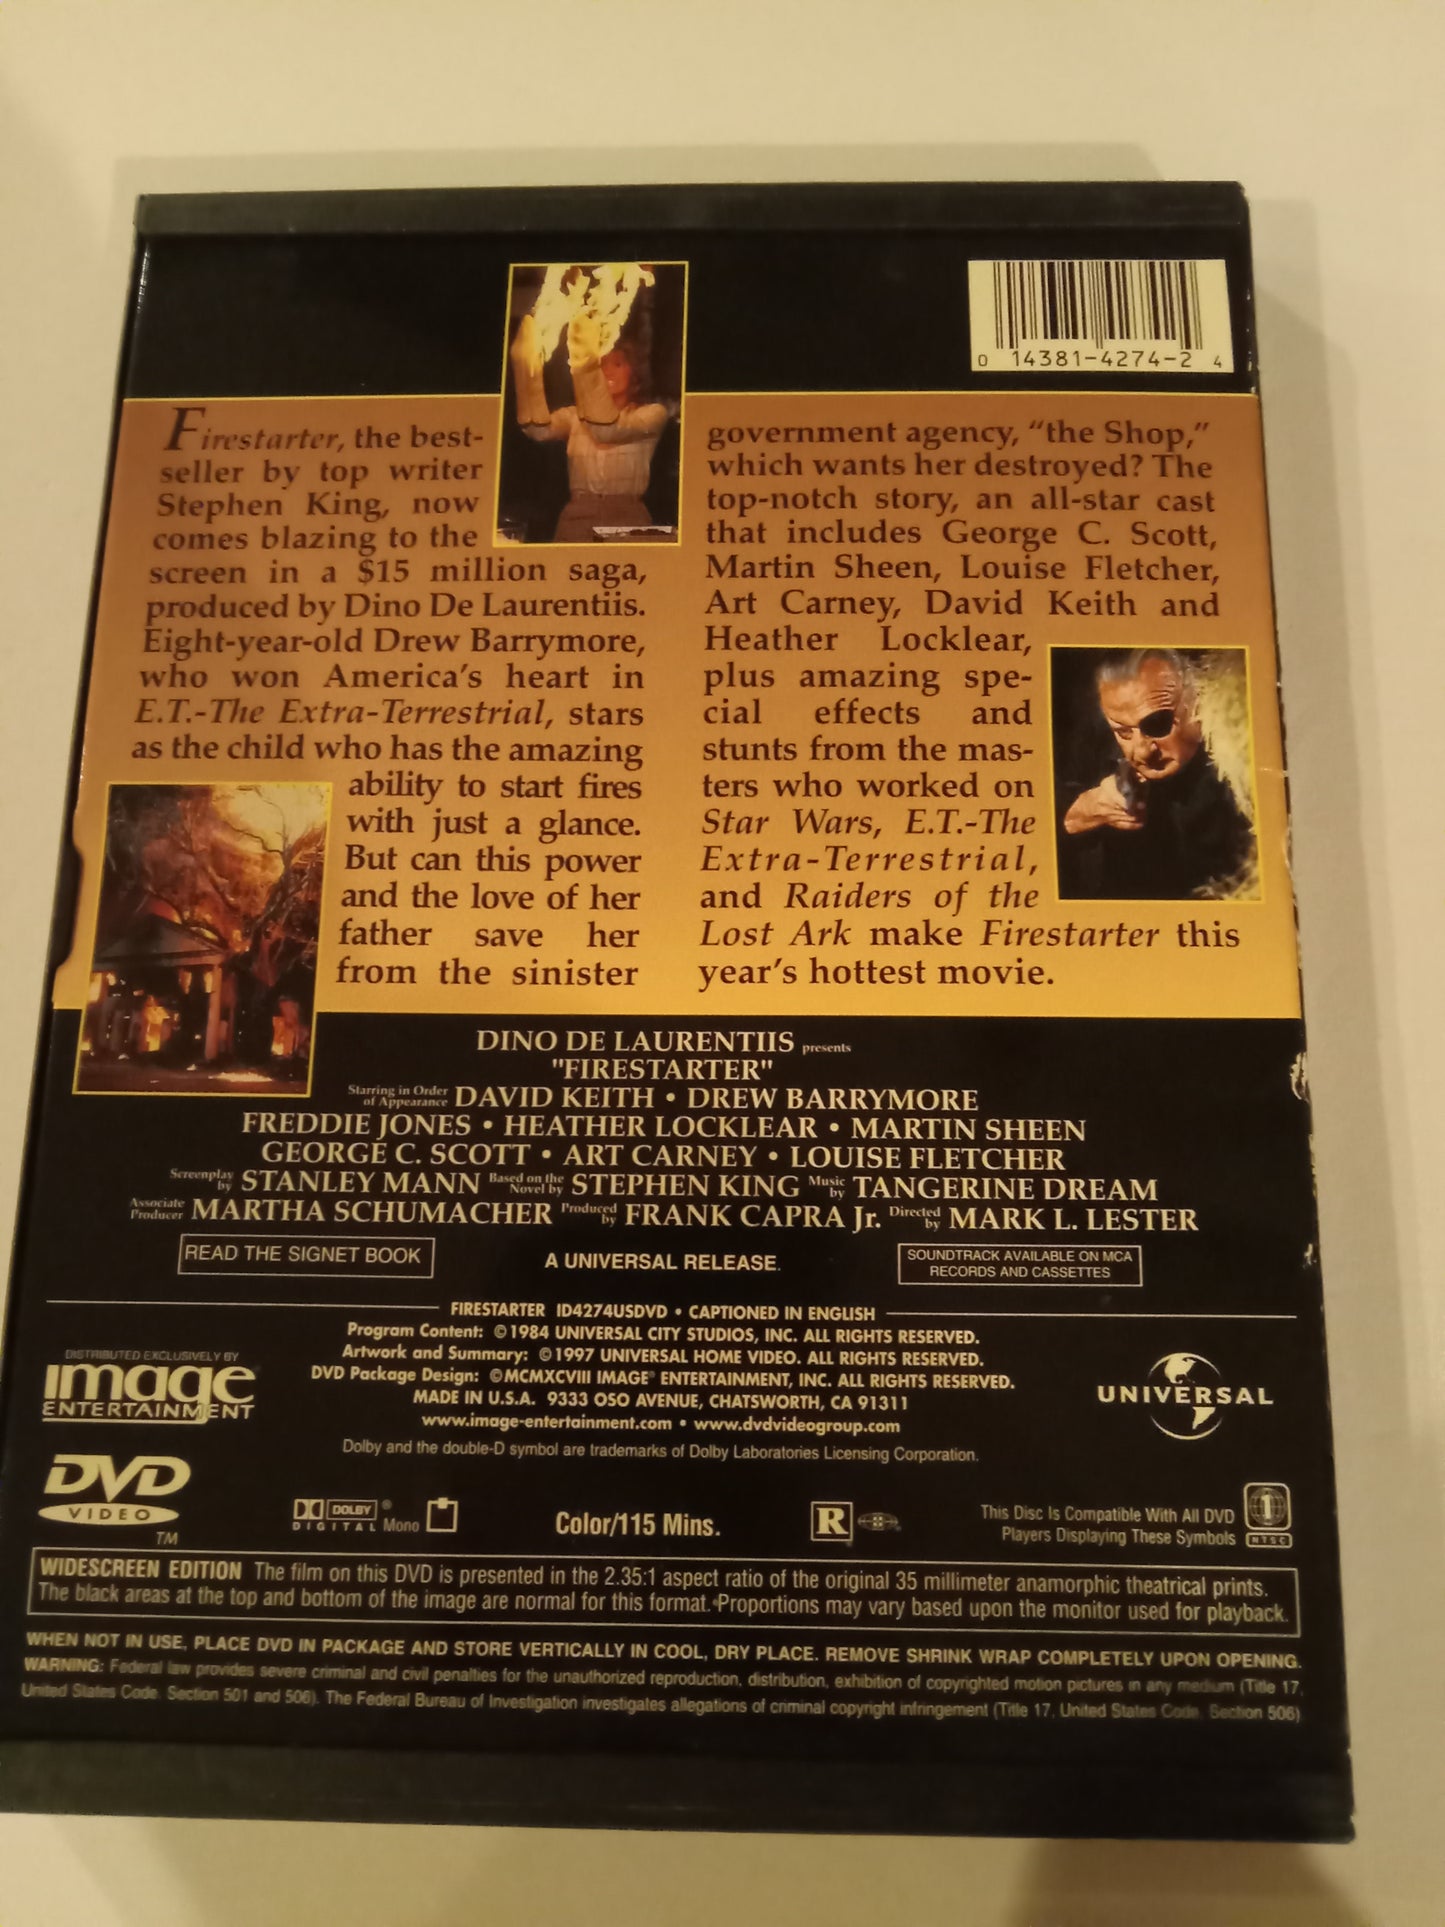 0 14381-4274-2 4
Firestarter, the best-
seller by top writer
Stephen King, now
comes blazing to the
screen in a $15 million saga,
produced by Dino De Laurentiis.
Eight-year-old Drew Barrymore,
who won America's heart in
E.T.-The Extra-Terrestrial, stars
as the child who has the amazing
ability to start fires
with just a glance.
But can this power
and the love of her
father save her
from the sinister
government agency, "the Shop,"
which wants her destroyed? The
top-notch story, an all-star cast
that includes George C. Scott,
Martin Sheen, Louise Fletcher,
Art Carney, David Keith and
Heather Locklear,
plus amazing spe-
cial effects and
stunts from the mas-
ters who worked on
Star Wars, E.T.-The
Extra-Terrestrial,
and Raiders of the
Lost Ark make Firestarter this
year's hottest movie.
DINO DE LAURENTIIS presents
"FIRESTARTER"
Starring in Order of Appearance DAVID KEITH • DREW BARRYMORE
FREDDIE JONES • HEATHER LOCKLEAR • MARTIN SHEEN
GEORGE C. SCOTT • ART CARNEY • LOUISE FLETCHER
Screenplay by STANLEY MANN Based on the Novel by STEPHEN KING Music by TANGERINE DREAM
Associate Producer MARTHA SCHUMACHER Produced by FRANK CAPRA Jr. Directed by MARK L. LESTER
READ THE SIGNET BOOK
A UNIVERSAL RELEASE.
SOUNDTRACK AVAILABLE ON MCA
RECORDS AND CASSETTES
FIRESTARTER ID4274USDVD • CAPTIONED IN ENGLISH
Program Content: ©1984 UNIVERSAL CITY STUDIOS, INC. ALL RIGHTS RESERVED.
Artwork and Summary: ©1997 UNIVERSAL HOME VIDEO. ALL RIGHTS RESERVED.
DVD Package Design: ©MCMXCVIII IMAGE® ENTERTAINMENT, INC. ALL RIGHTS RESERVED.
MADE IN U.S.A. 9333 OSO AVENUE, CHATSWORTH, CA 91311
www.image-entertainment.com • www.dvdvideogroup.com
Dolby and the double-D symbol are trademarks of Dolby Laboratories Licensing Corporation.
DISTRIBUTED EXCLUSIVELY BY
image
ENTERTAINMENT
UNIVERSAL
DVD
VIDEO
TM
DOLBY ®
DIGITAL Mono
Color/115 Mins.
R
This Disc Is Compatible With All DVD
Players Displaying These Symbols
1
NTSC
WIDESCREEN EDITION The film on this DVD is presented in the 2.35:1 aspect ratio of the original 35 millimeter anamorphic theatrical prints.
The black areas at the top and bottom of the image are normal for this format. Proportions may vary based upon the monitor used for playback.
WHEN NOT IN USE, PLACE DVD IN PACKAGE AND STORE VERTICALLY IN COOL, DRY PLACE. REMOVE SHRINK WRAP COMPLETELY UPON OPENING.
WARNING: Federal law provides severe criminal and civil penalties for the unauthorized reproduction, distribution, exhibition of copyrighted motion pictures in any medium (Title 17,
United States Code, Section 501 and 506). The Federal Bureau of Investigation investigates allegations of criminal copyright infringement (Title 17, United States Code, Section 506)